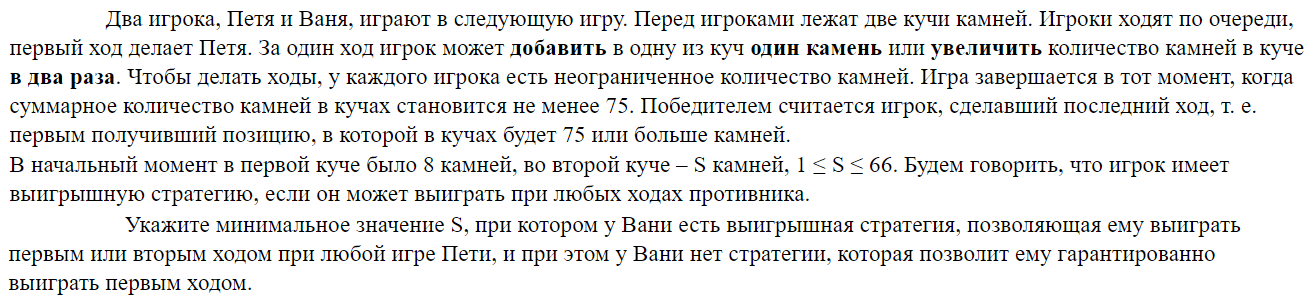 Два игрока, Петя и Ваня, играют в следующую игру. Перед игроками лежат две кучи камней. Игроки ходят по очереди,
первый ход делает Петя. За один ход игрок может добавить в одну из куч один камень или увеличить количество камней в куче
в два раза. Чтобы делать ходы, у каждого игрока есть неограниченное количество камней. Игра завершается в тот момент, когда
суммарное количество камней в кучах становится не менее 75. Победителем считается игрок, сделавший последний ход, т. е.
первым получивший позицию, в которой в кучах будет 75 или больше камней.
В начальный момент в первой куче было 8 камней, во второй куче – S камней, 1 ≤ S ≤ 66. Будем говорить, что игрок имеет
выигрышную стратегию, если он может выиграть при любых ходах противника.
Укажите минимальное значение S, при котором у Вани есть выигрышная стратегия, позволяющая ему выиграть
первым или вторым ходом при любой игре Пети, и при этом у Вани нет стратегии, которая позволит ему гарантированно
выиграть первым ходом.